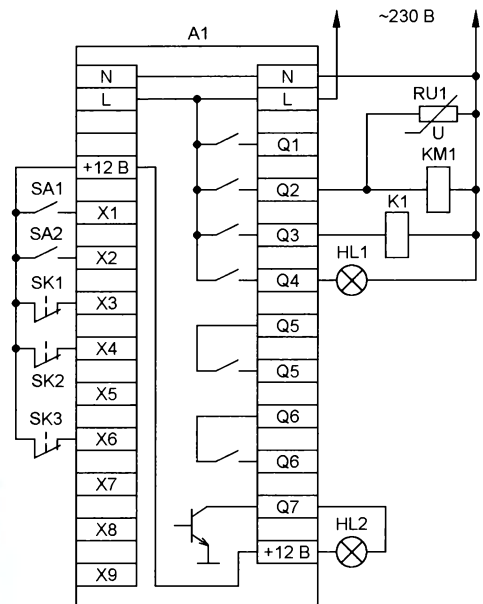 ~230 В
A1
N
N
L
L
RU1
U
Q1
+12 В
KM1
SA1
X1
Q2
K1
SA2
X2
Q3
SK1
X3
Q4
HL1
X4
Q5
SK2
X5
Q5
SK3
X6
Q6
X7
Q6
X8
Q7
HL2
X9
+12 В